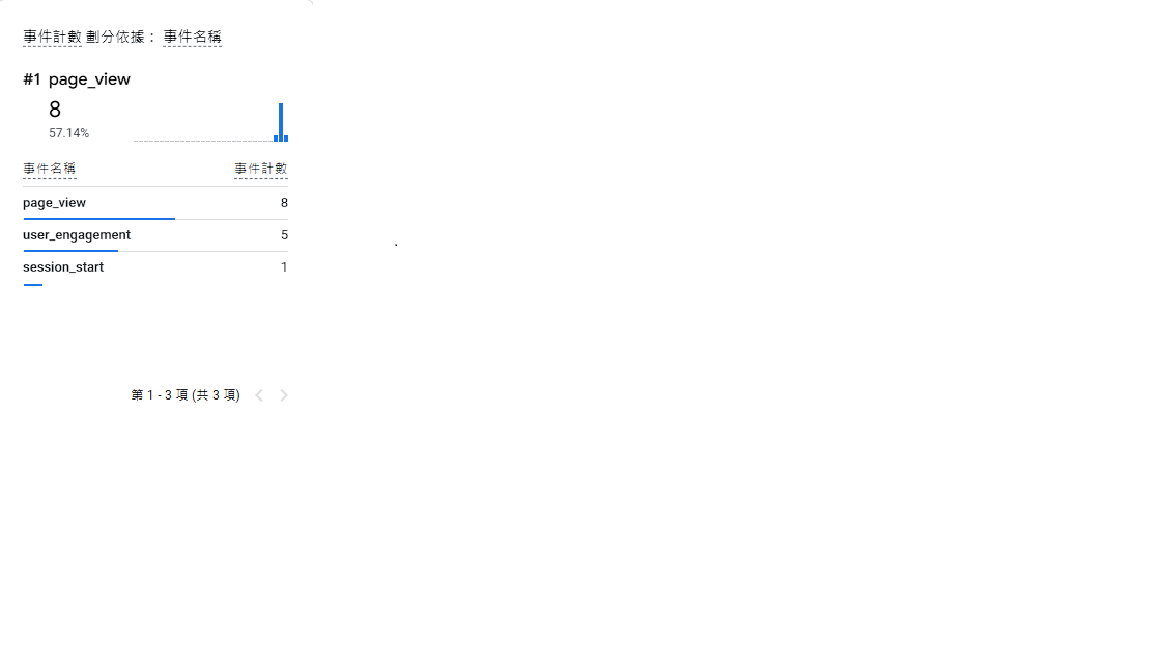 事件計數 劃分依據： 事件名稱
#1 page_view
8
57.14%
事件名稱 事件計數
page_view 8
user_engagement 5
session_start 1
第 1 - 3 項 (共 3 項)